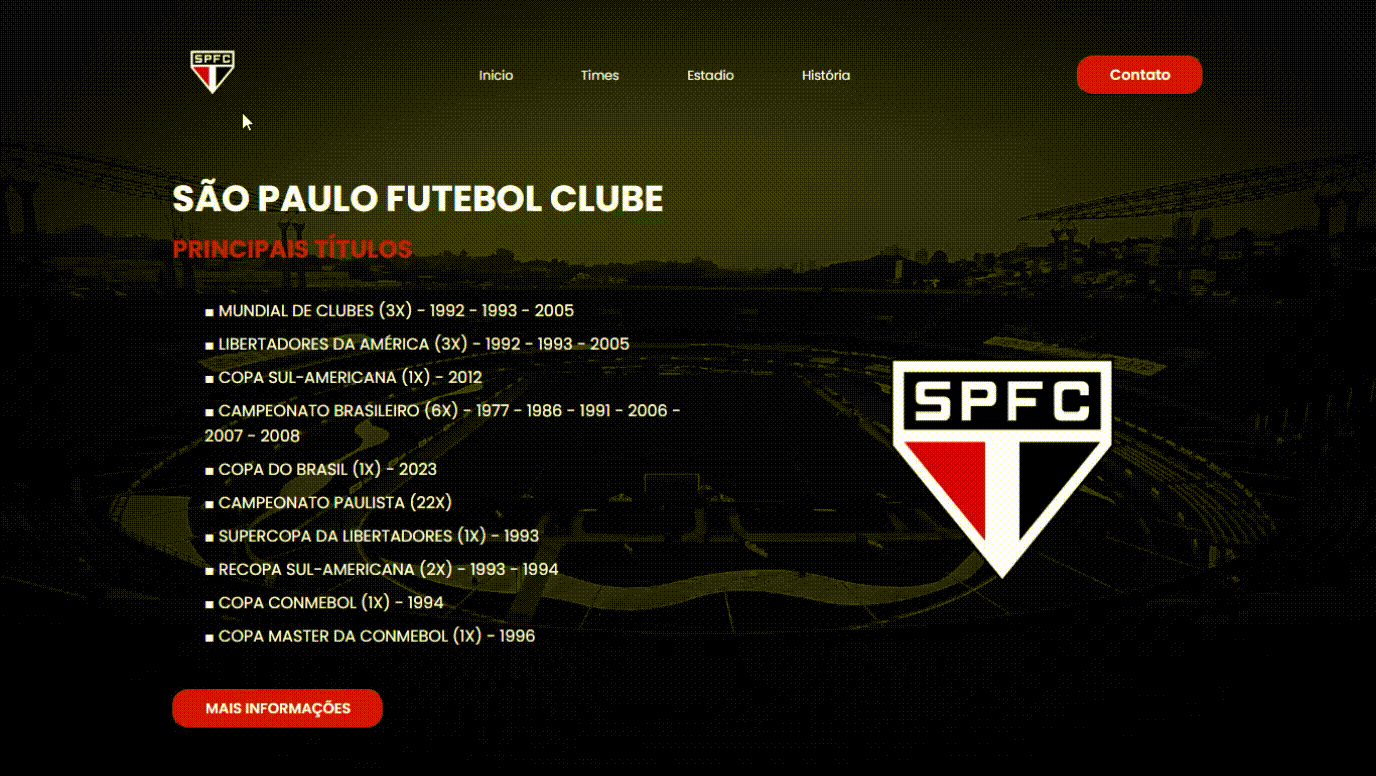 SPFC
Inicio
Times
Estadio
História
Contato
SÃO PAULO FUTEBOL CLUBE
PRINCIPAIS TÍTULOS
▪ MUNDIAL DE CLUBES (3X) - 1992 - 1993 - 2005
▪ LIBERTADORES DA AMÉRICA (3X) - 1992 - 1993 - 2005
▪ COPA SUL-AMERICANA (1X) - 2012
▪ CAMPEONATO BRASILEIRO (6X) - 1977 - 1986 - 1991 - 2006 -
2007 - 2008
▪ COPA DO BRASIL (1X) - 2023
▪ CAMPEONATO PAULISTA (22X)
▪ SUPERCOPA DA LIBERTADORES (1X) - 1993
▪ RECOPA SUL-AMERICANA (2X) - 1993 - 1994
▪ COPA CONMEBOL (1X) - 1994
▪ COPA MASTER DA CONMEBOL (1X) - 1996
SPFC
MAIS INFORMAÇÕES